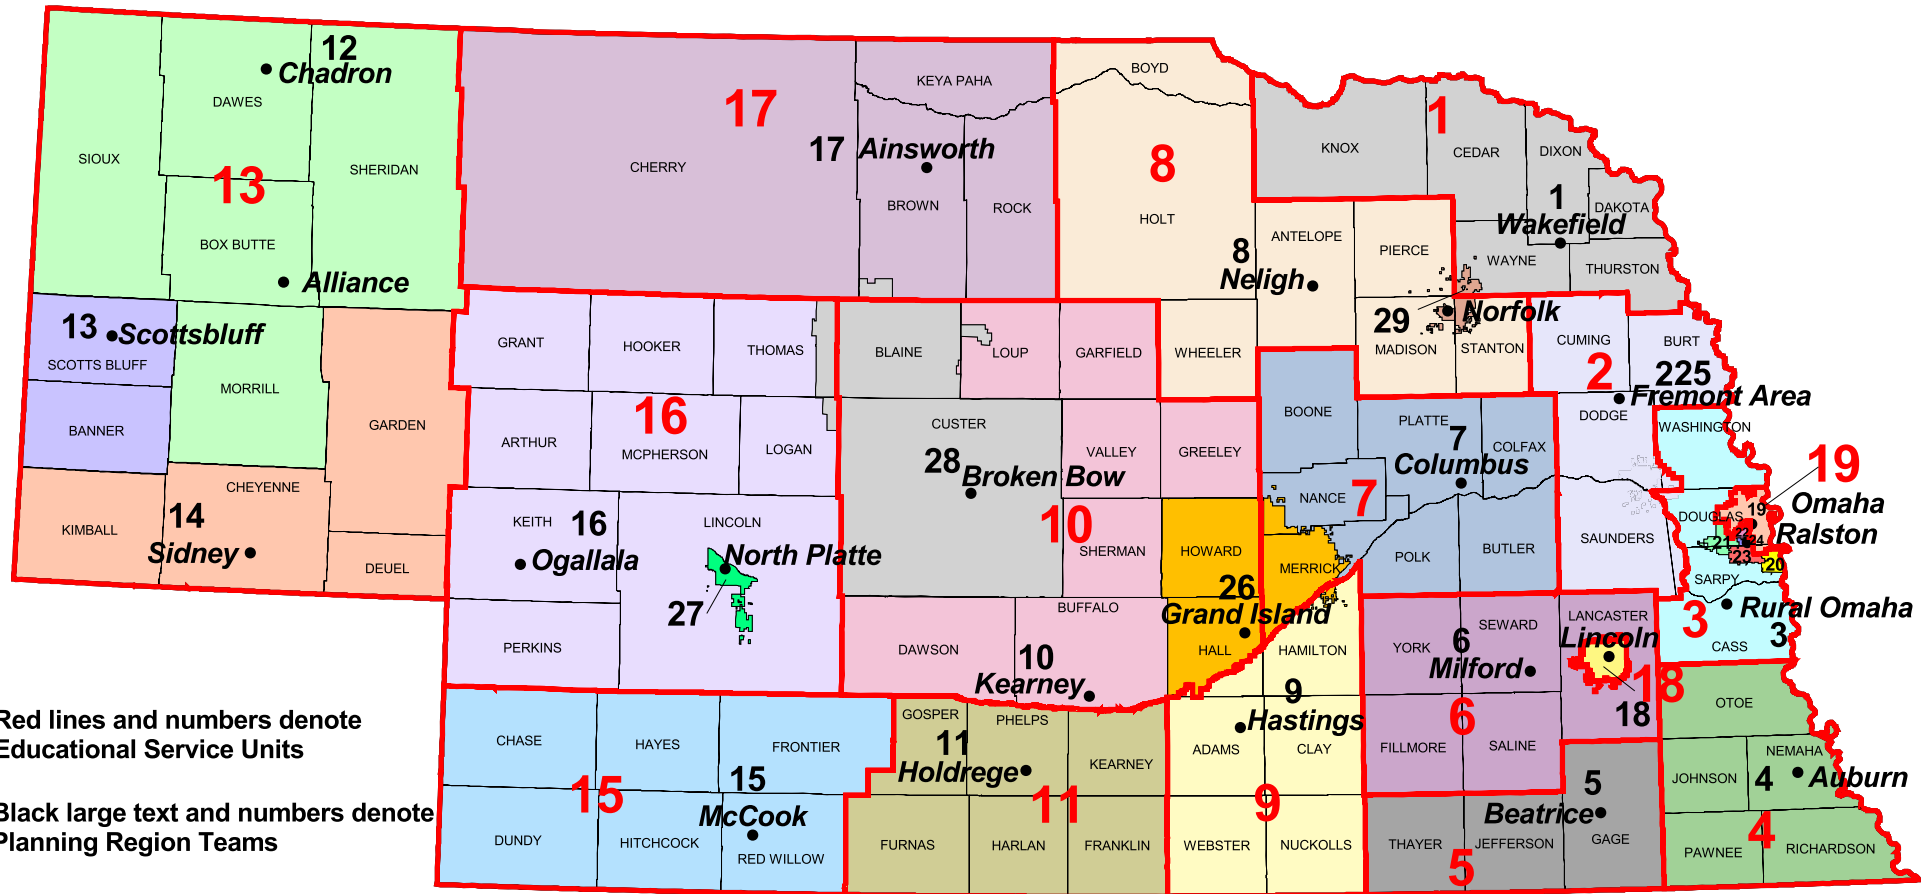 12
Chadron
DAWES
SIOUX
SHERIDAN
13
BOX BUTTE
Alliance
13
Scottsbluff
SCOTTS BLUFF
MORRILL
BANNER
GARDEN
CHEYENNE
KIMBALL
14
Sidney
DEUEL
17
KEYA PAHA
17
Ainsworth
CHERRY
BROWN
ROCK
BOYD
8
HOLT
8
Neligh
ANTELOPE
PIERCE
KNOX
1
CEDAR
DIXON
1
DAKOTA
Wakefield
WAYNE
THURSTON
29
Norfolk
MADISON
STANTON
WHEELER
GRANT
HOOKER
THOMAS
16
ARTHUR
MCPHERSON
LOGAN
KEITH
16
Ogallala
LINCOLN
North Platte
27
PERKINS
BLAINE
LOUP
GARFIELD
CUSTER
28
Broken Bow
VALLEY
GREELEY
10
SHERMAN
HOWARD
26
Grand Island
BUFFALO
DAWSON
10
Kearney
HALL
BOONE
PLATTE
7
COLFAX
Columbus
NANCE
7
MERRICK
POLK
BUTLER
CUMING
2
BURT
225
Fremont Area
DODGE
WASHINGTON
SAUNDERS
19
DOUGLAS
19
Omaha
Ralston
22
24
21
23
20
SARPY
3
Rural Omaha
3
CASS
LANCASTER
Lincoln
18
18
YORK
SEWARD
6
Milford
6
FILLMORE
SALINE
HAMILTON
9
Hastings
ADAMS
CLAY
9
WEBSTER
NUCKOLLS
GOSPER
PHELPS
11
Holdrege
KEARNEY
11
FURNAS
HARLAN
FRANKLIN
CHASE
HAYES
FRONTIER
15
15
McCook
DUNDY
HITCHCOCK
RED WILLOW
5
Beatrice
THAYER
JEFFERSON
GAGE
5
OTOE
NEMAHA
JOHNSON
4
Auburn
4
PAWNEE
RICHARDSON
Red lines and numbers denote
Educational Service Units
Black large text and numbers denote
Planning Region Teams